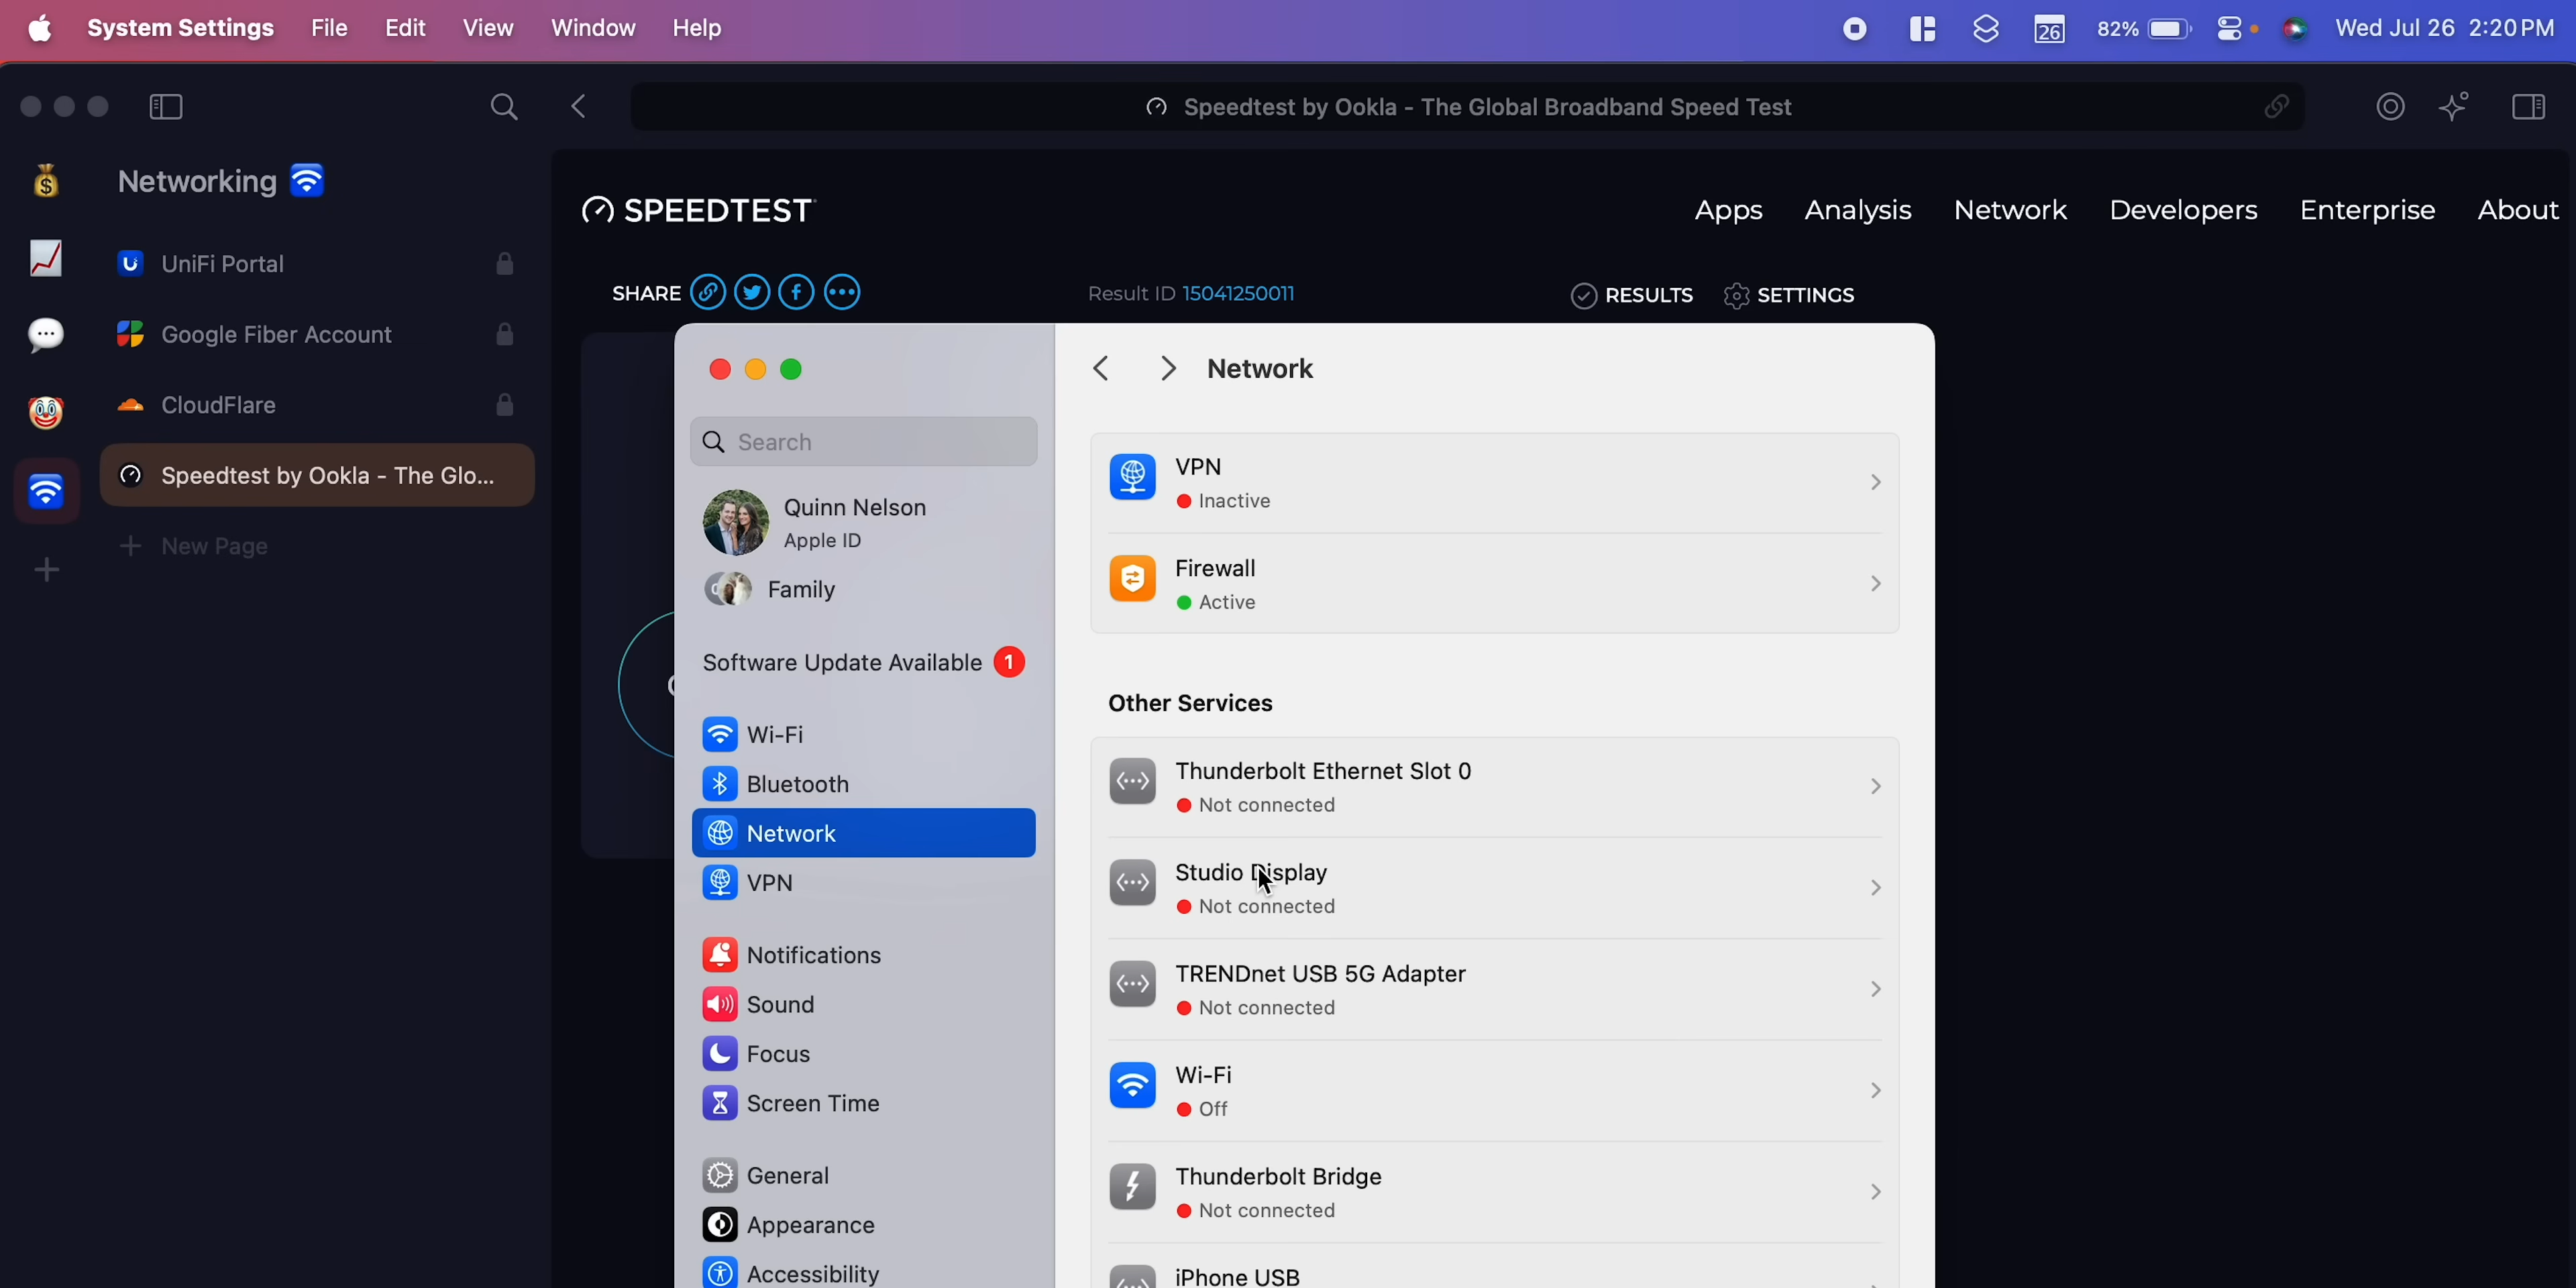 System Settings File Edit View Window Help
26 82% Wed Jul 26 2:20 PM
Speedtest by Ookla - The Global Broadband Speed Test
Networking
UniFi Portal
Google Fiber Account
CloudFlare
Speedtest by Ookla - The Glo...
New Page
SPEEDTEST
Apps Analysis Network Developers Enterprise About
SHARE
Result ID 15041250011
RESULTS SETTINGS
Search
Quinn Nelson
Apple ID
Family
Software Update Available 1
Wi-Fi
Bluetooth
Network
VPN
Notifications
Sound
Focus
Screen Time
General
Appearance
Accessibility
Network
VPN
Inactive
Firewall
Active
Other Services
Thunderbolt Ethernet Slot 0
Not connected
Studio Display
Not connected
TRENDnet USB 5G Adapter
Not connected
Wi-Fi
Off
Thunderbolt Bridge
Not connected
iPhone USB